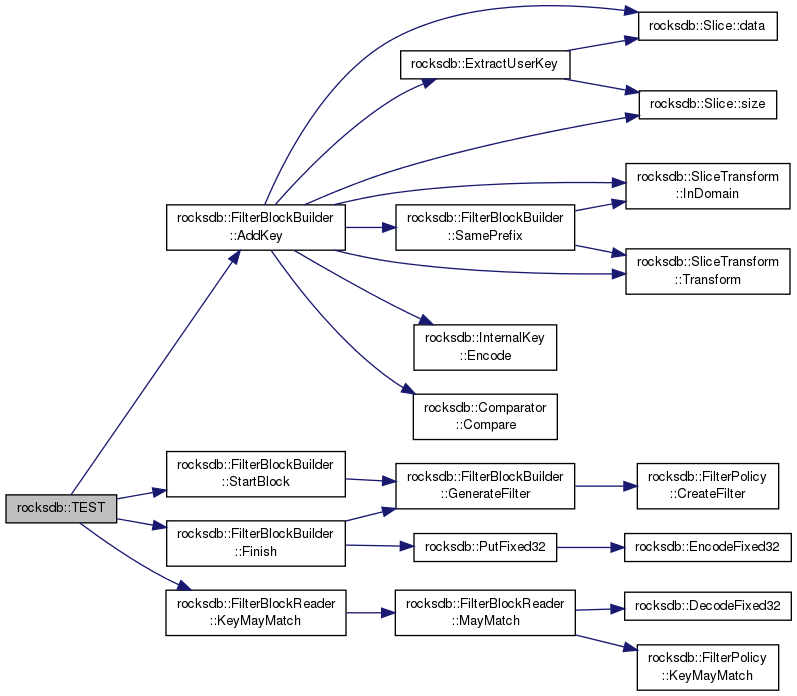 rocksdb::TEST
rocksdb::FilterBlockBuilder
::AddKey
rocksdb::Slice::data
rocksdb::ExtractUserKey
rocksdb::Slice::size
rocksdb::SliceTransform
::InDomain
rocksdb::FilterBlockBuilder
::SamePrefix
rocksdb::SliceTransform
::Transform
rocksdb::InternalKey
::Encode
rocksdb::Comparator
::Compare
rocksdb::FilterBlockBuilder
::StartBlock
rocksdb::FilterBlockBuilder
::GenerateFilter
rocksdb::FilterPolicy
::CreateFilter
rocksdb::FilterBlockBuilder
::Finish
rocksdb::PutFixed32
rocksdb::EncodeFixed32
rocksdb::FilterBlockReader
::KeyMayMatch
rocksdb::FilterBlockReader
::MayMatch
rocksdb::DecodeFixed32
rocksdb::FilterPolicy
::KeyMayMatch